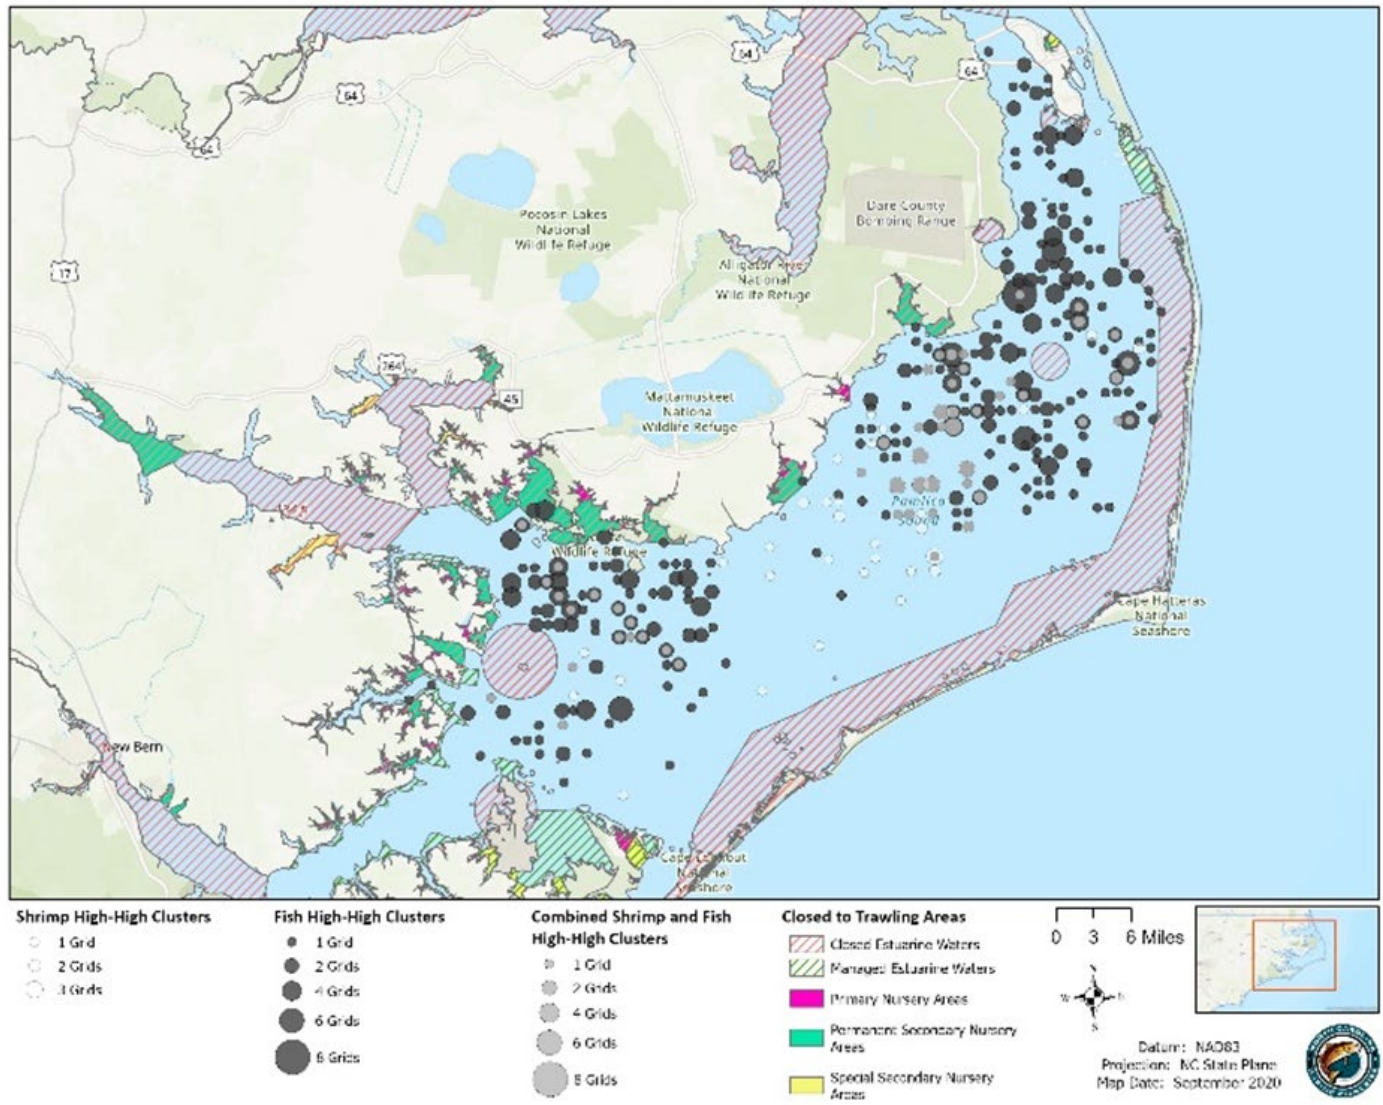 64
64
64
64
17
Pocosin Lakes
National
Wildlife Refuge
Dare County
Bombing Range
Alligator River
National
Wildlife Refuge
264
45
Mattamuskeet
National
Wildlife Refuge
Pamlico
Sound
Wildlife Refuge
Cape Hatteras
National
Seashore
New Bern
Cape Lookout
National
Seashore
Shrimp High-High Clusters
1 Grid
2 Grids
3 Grids
Fish High-High Clusters
1 Grid
2 Grids
4 Grids
6 Grids
8 Grids
Combined Shrimp and Fish
High-High Clusters
1 Grid
2 Grids
4 Grids
6 Grids
8 Grids
Closed to Trawling Areas
Closed Estuarine Waters
Managed Estuarine Waters
Primary Nursery Areas
Permanent Secondary Nursery
Areas
Special Secondary Nursery
Areas
0 3 6 Miles
N
W E
S
Datum: NAD83
Projection: NC State Plane
Map Date: September 2020